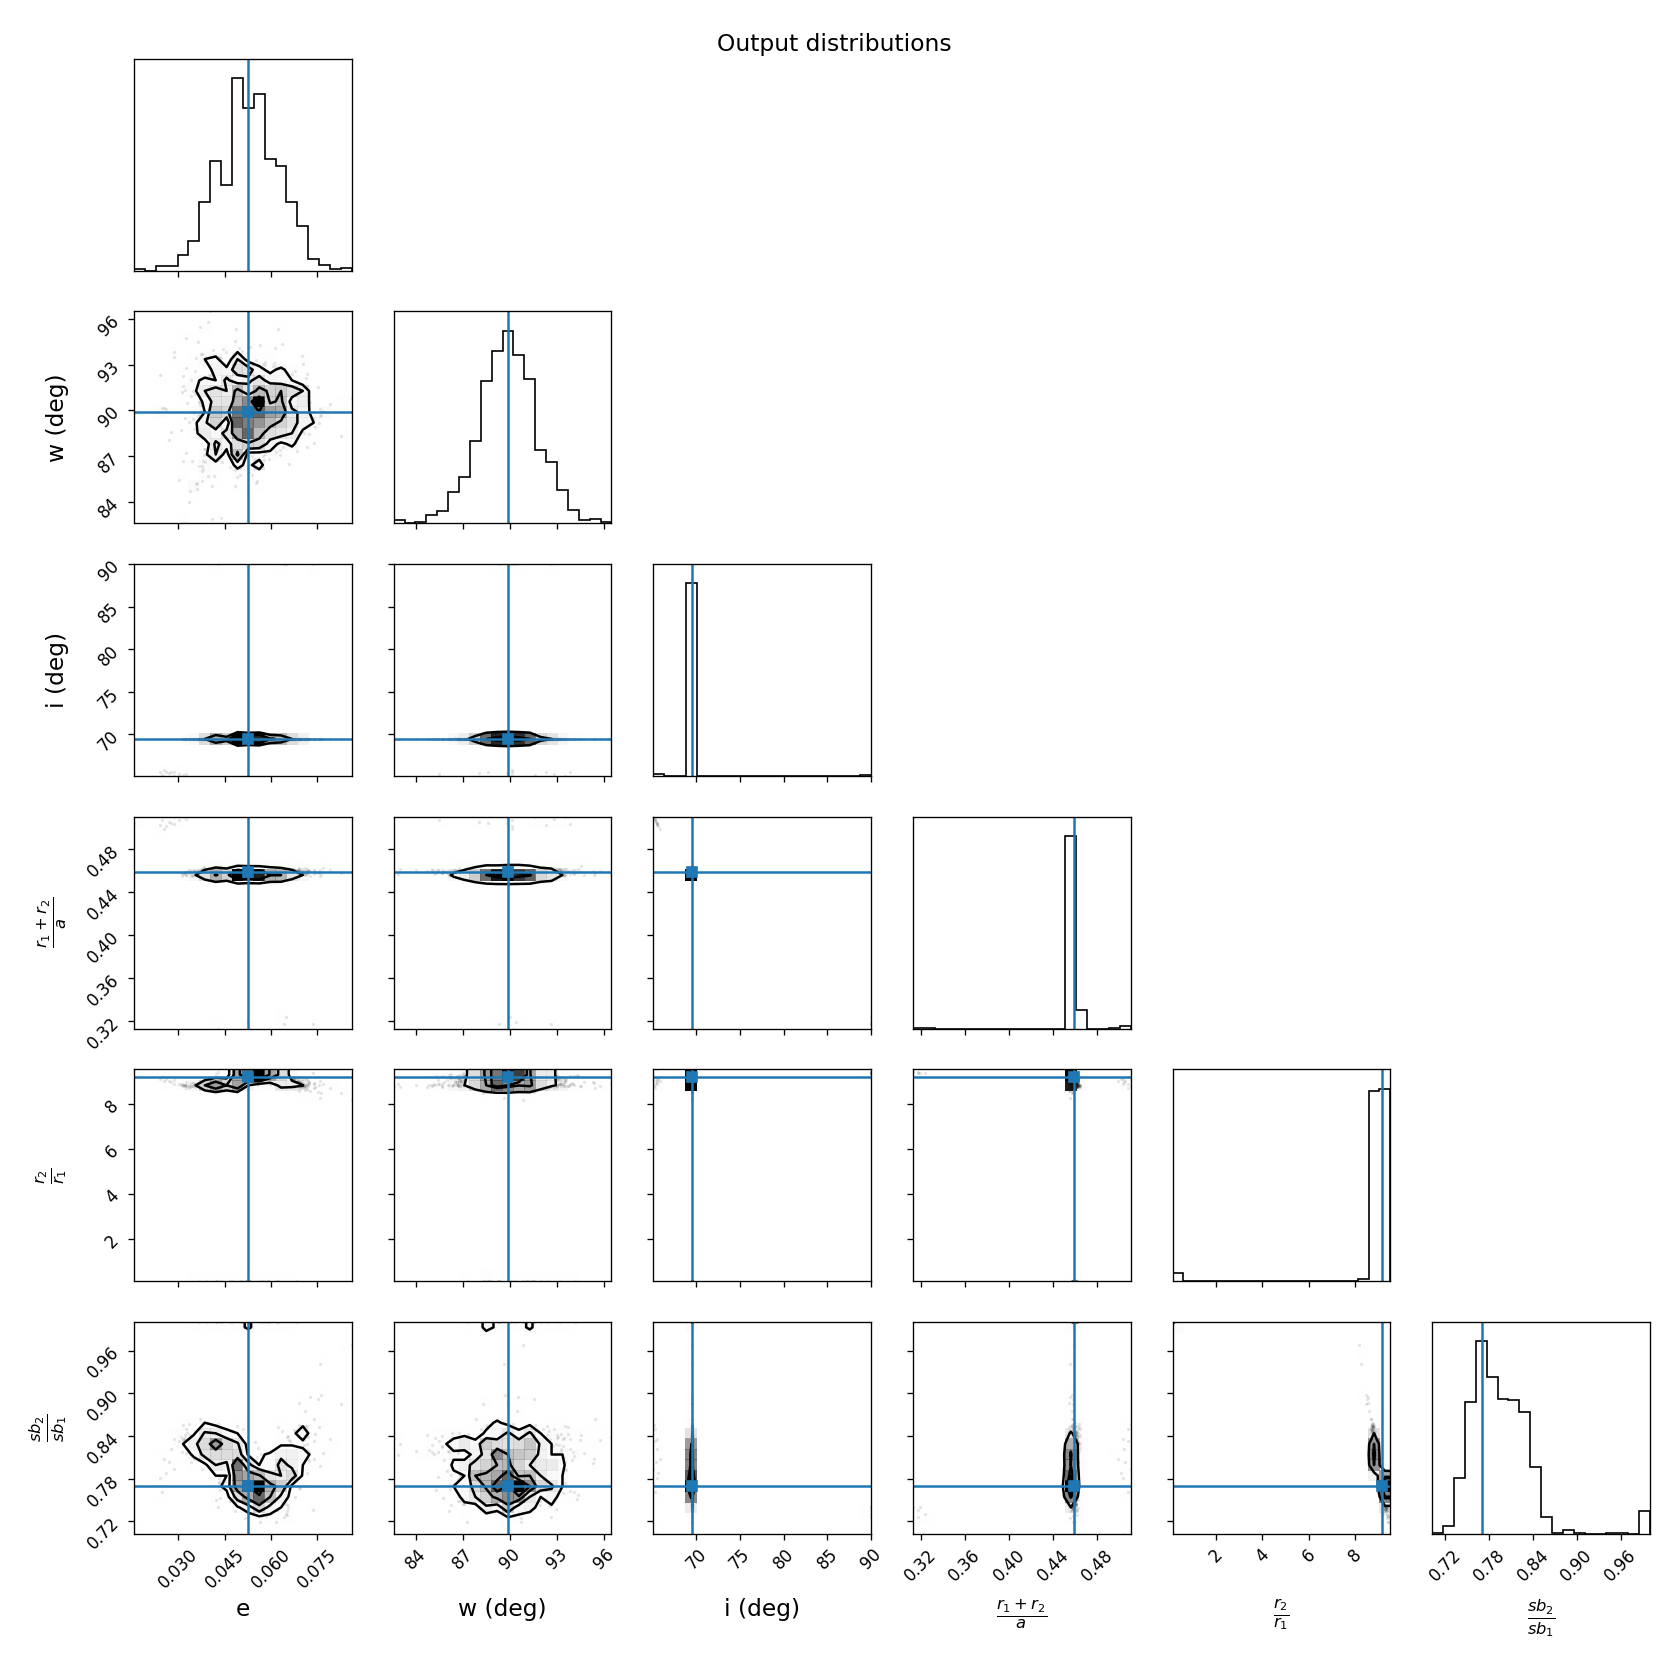 Output distributions
96
93
90
87
84
w (deg)
90
85
80
75
70
i (deg)
0.48
0.44
0.40
0.36
0.32
r₁ + r₂
a
8
6
4
2
r₂
r₁
0.96
0.90
0.84
0.78
0.72
sb₂
sb₁
0.030 0.045 0.060 0.075 84 87 90 93 96 70 75 80 85 90 0.32 0.36 0.40 0.44 0.48 2 4 6 8 0.72 0.78 0.84 0.90 0.96
e w (deg) i (deg)
r₁ + r₂
a
r₂
r₁
sb₂
sb₁